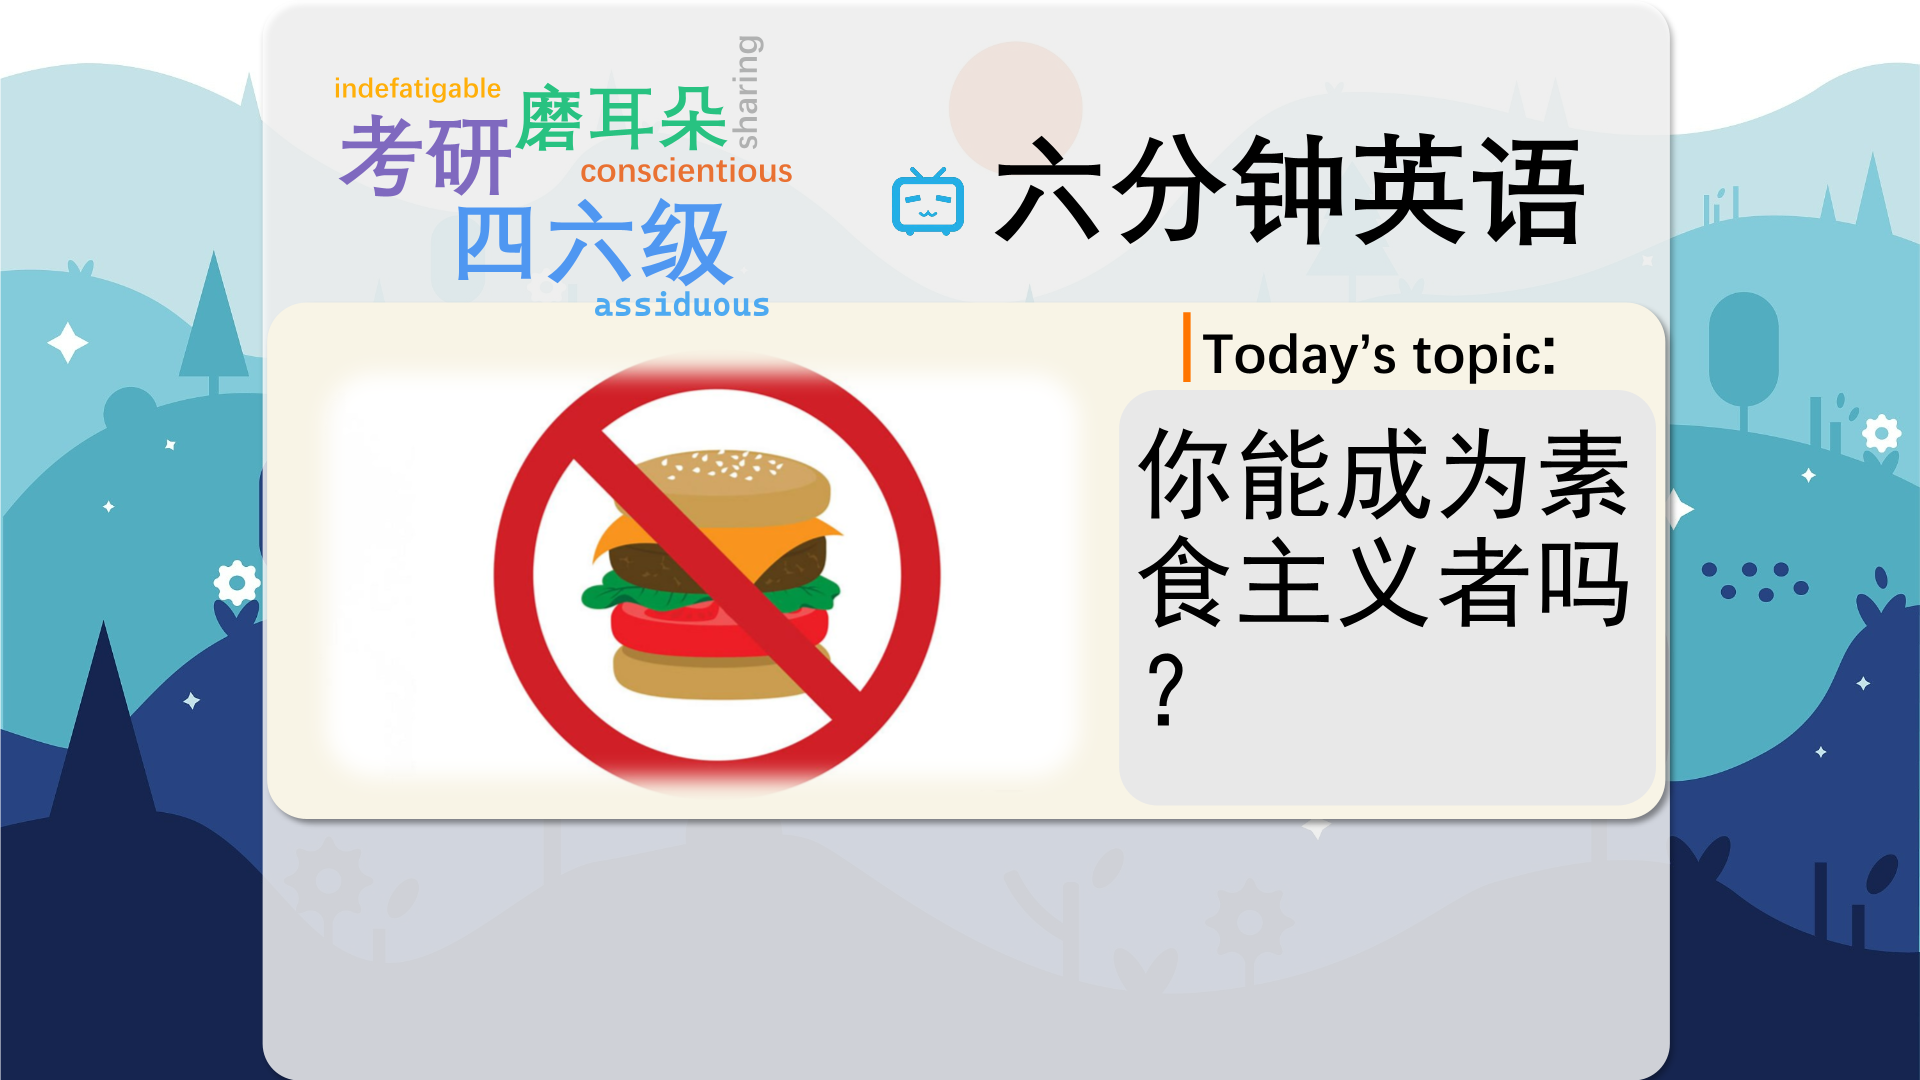 indefatigable
磨耳朵
sharing
考研
conscientious
四六级
assiduous
六分钟英语
Today’s topic:
你能成为素
食主义者吗
?